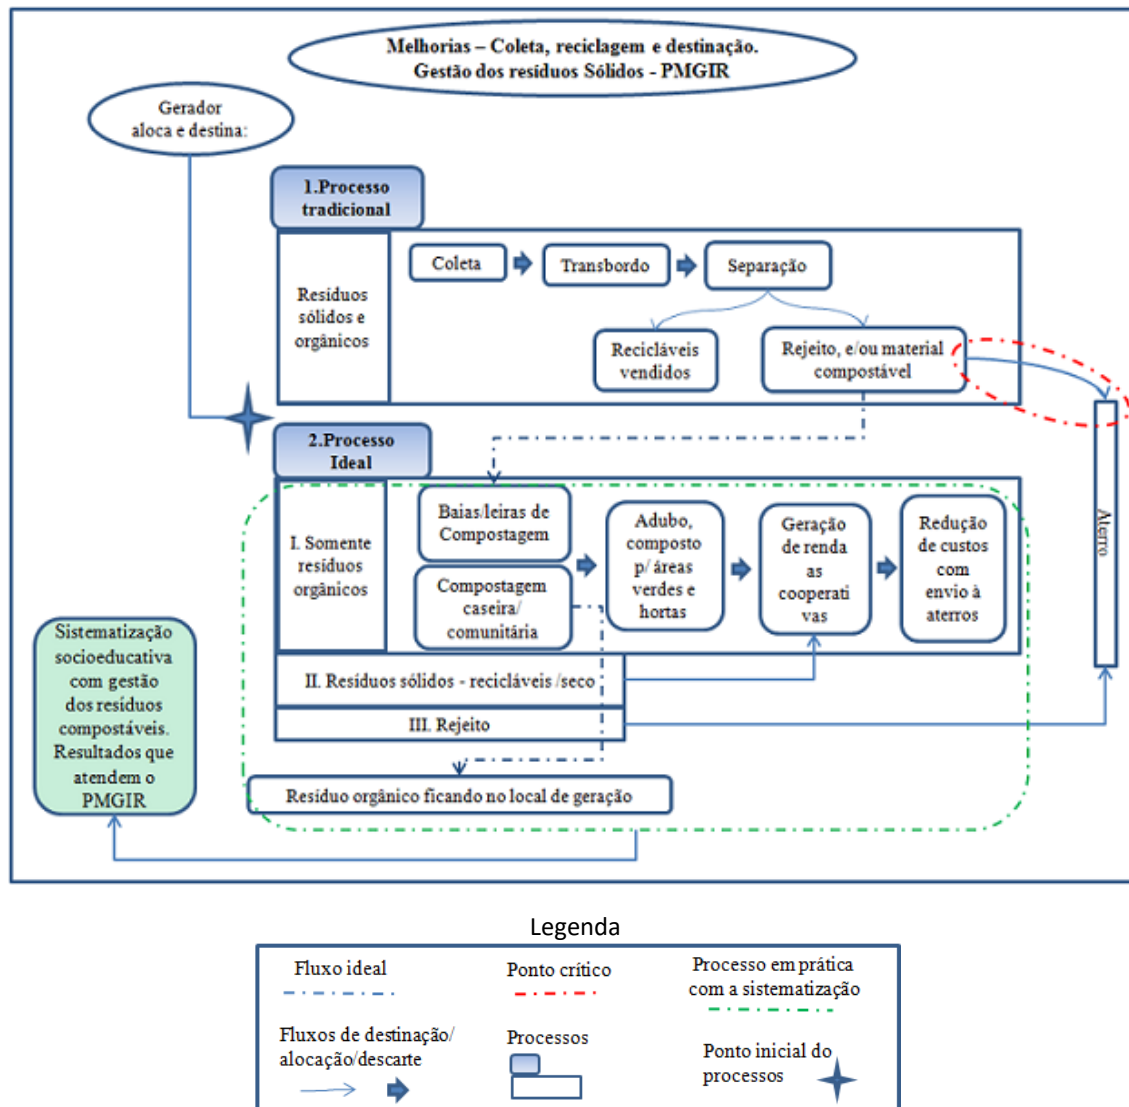 Melhorias – Coleta, reciclagem e destinação.
Gestão dos resíduos Sólidos - PMGIR
Gerador
aloca e destina:
1.Processo
tradicional
Resíduos
sólidos e
orgânicos
Coleta
Transbordo
Separação
Recicláveis
vendidos
Rejeito, e/ou material
compostável
Aterro
2.Processo
Ideal
I. Somente
resíduos
orgânicos
Baias/leiras de
Compostagem
Compostagem
caseira/
comunitária
Adubo,
composto
p/ áreas
verdes e
hortas
Geração
de renda
as
cooperati
vas
Redução
de custos
com
envio à
aterros
II. Resíduos sólidos - recicláveis /seco
III. Rejeito
Resíduo orgânico ficando no local de geração
Sistematização
socioeducativa
com gestão
dos resíduos
compostáveis.
Resultados que
atendem o
PMGIR
Legenda
Fluxo ideal
Ponto crítico
Processo em prática
com a sistematização
Fluxos de destinação/
alocação/descarte
Processos
Ponto inicial do
processos